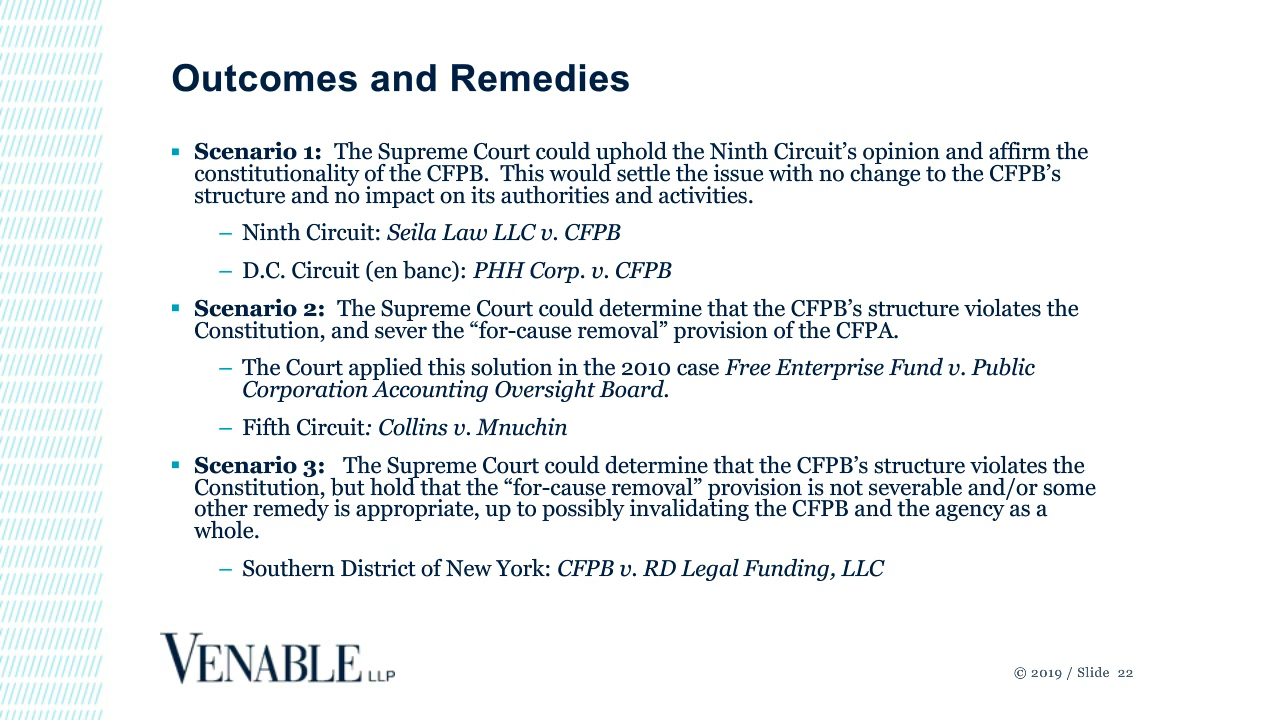 Outcomes and Remedies
▪ Scenario 1:  The Supreme Court could uphold the Ninth Circuit’s opinion and affirm the
constitutionality of the CFPB.  This would settle the issue with no change to the CFPB’s
structure and no impact on its authorities and activities.
– Ninth Circuit: Seila Law LLC v. CFPB
– D.C. Circuit (en banc): PHH Corp. v. CFPB
▪ Scenario 2:  The Supreme Court could determine that the CFPB’s structure violates the
Constitution, and sever the “for-cause removal” provision of the CFPA.
– The Court applied this solution in the 2010 case Free Enterprise Fund v. Public
Corporation Accounting Oversight Board.
– Fifth Circuit: Collins v. Mnuchin
▪ Scenario 3:   The Supreme Court could determine that the CFPB’s structure violates the
Constitution, but hold that the “for-cause removal” provision is not severable and/or some
other remedy is appropriate, up to possibly invalidating the CFPB and the agency as a
whole.
– Southern District of New York: CFPB v. RD Legal Funding, LLC
VENABLE LLP
© 2019 / Slide 22